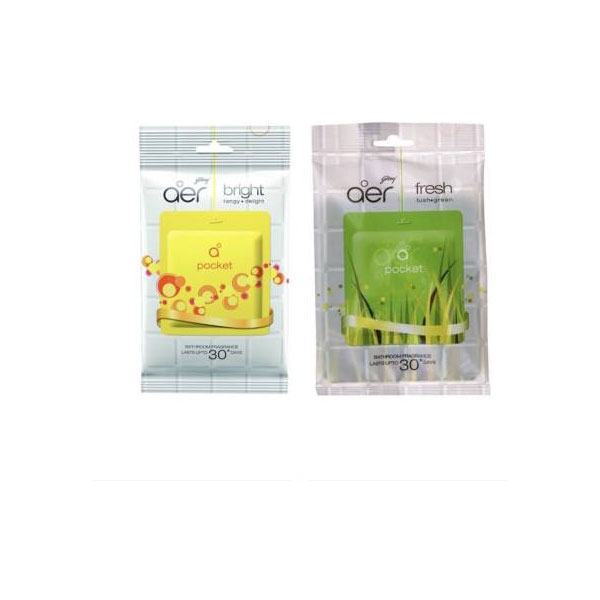 Godrej
aer
bright
tangy•delight
a
pocket
BATHROOM FRAGRANCE
LASTS UPTO 30* DAYS
Godrej
aer
fresh
lush•green
a
pocket
BATHROOM FRAGRANCE
LASTS UPTO 30* DAYS